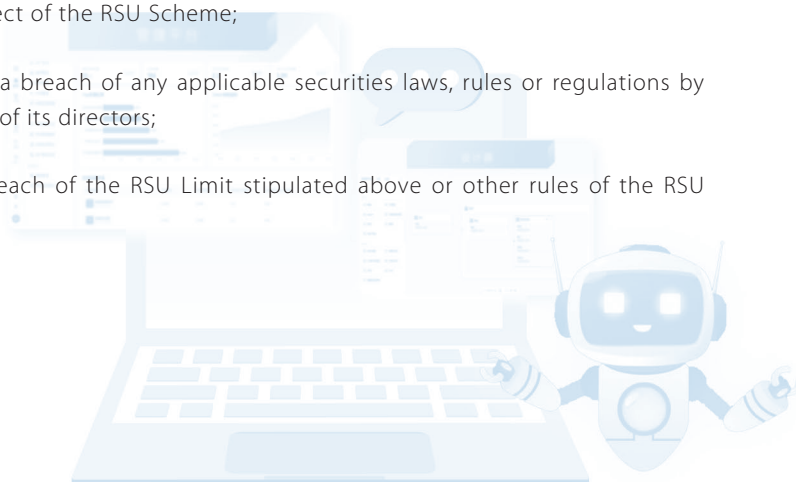 ect of the RSU Scheme;
a breach of any applicable securities laws, rules or regulations by
of its directors;
each of the RSU Limit stipulated above or other rules of the RSU